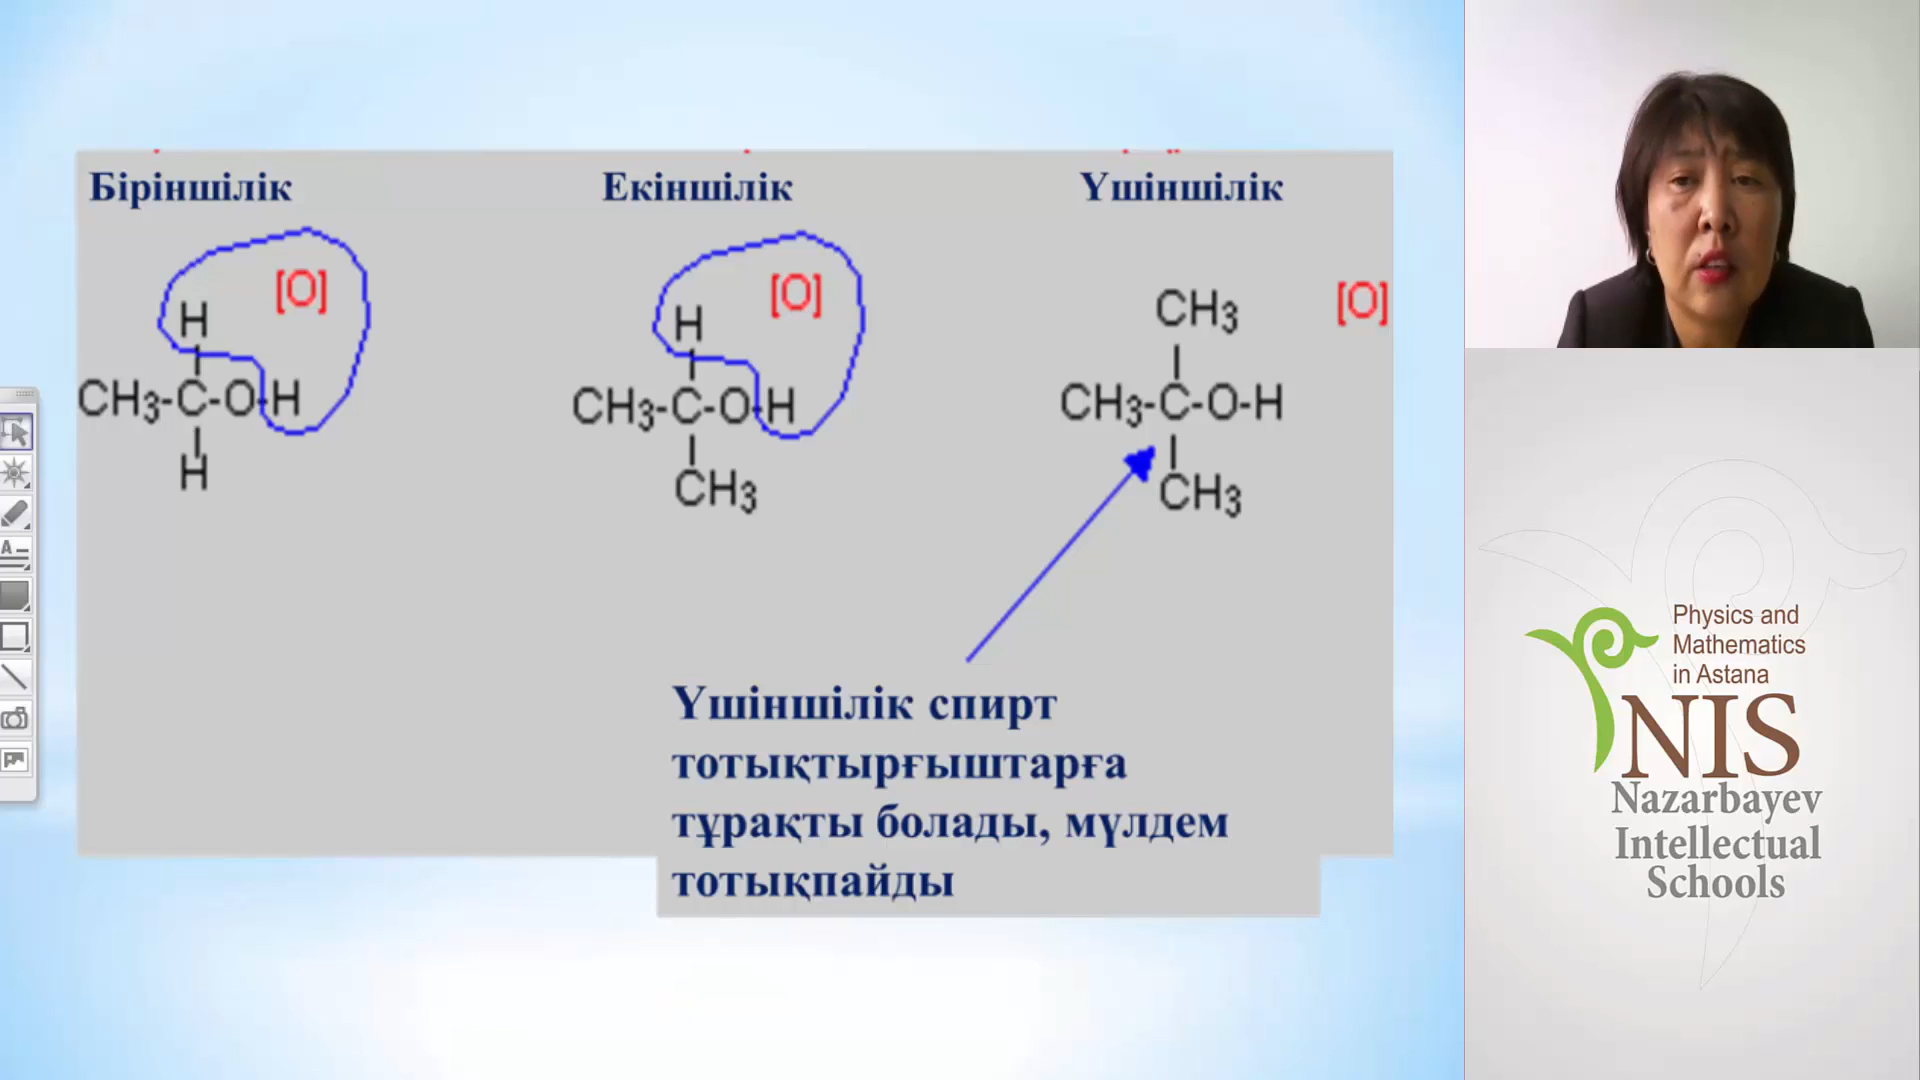 Біріншілік
Екіншілік
Үшіншілік
[O]
H
CH3-C-O-H
H
[O]
H
CH3-C-O-H
CH3
CH3
[O]
CH3-C-O-H
CH3
Үшіншілік спирт
тотықтырғыштарға
тұрақты болады, мүлдем
тотықпайды
Physics and
Mathematics
in Astana
NIS
Nazarbayev
Intellectual
Schools